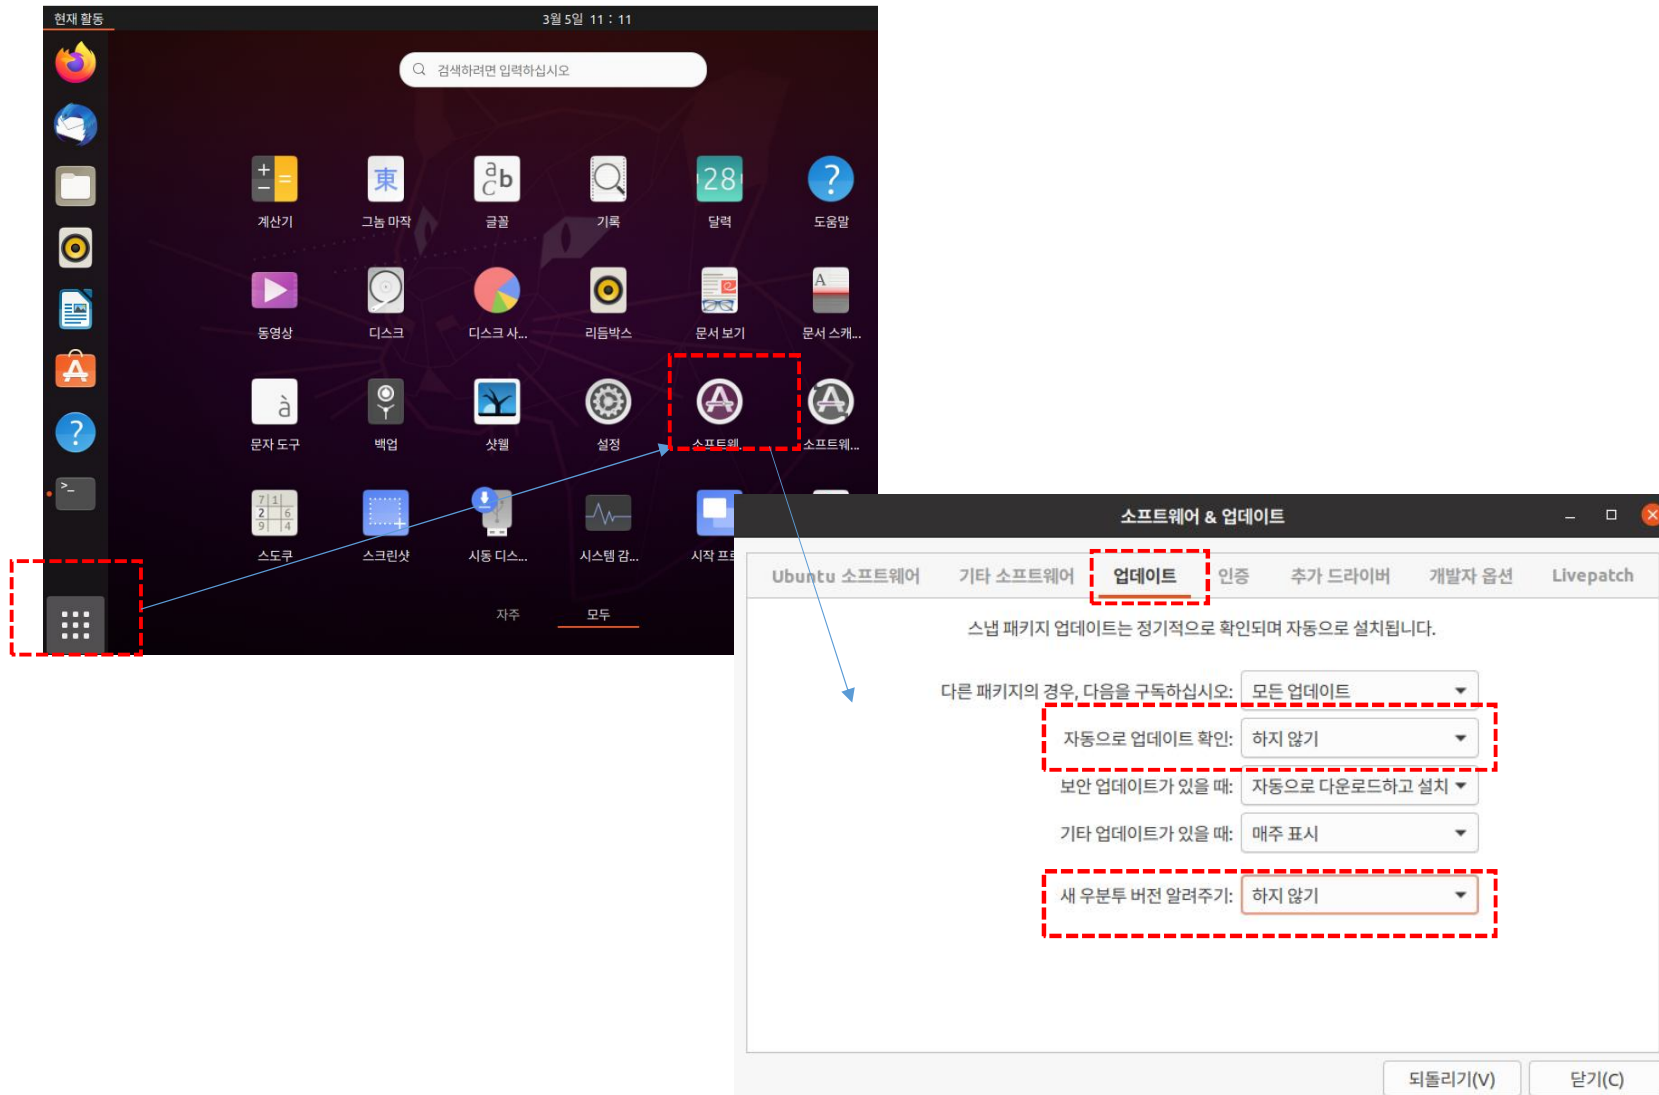 현재 활동
3월 5일 11 : 11
검색하려면 입력하십시오
계산기
그놈 마작
글꼴
기록
달력
도움말
동영상
디스크
디스크 사...
리듬박스
문서 보기
문서 스캐...
문자 도구
백업
샷웰
설정
소프트웨...
소프트웨...
스도쿠
스크린샷
시동 디스...
시스템 감...
시작 프로
자주
모두
소프트웨어 & 업데이트
Ubuntu 소프트웨어 기타 소프트웨어 업데이트 인증 추가 드라이버 개발자 옵션 Livepatch
스냅 패키지 업데이트는 정기적으로 확인되며 자동으로 설치됩니다.
다른 패키지의 경우, 다음을 구독하십시오: 모든 업데이트
자동으로 업데이트 확인: 하지 않기
보안 업데이트가 있을 때: 자동으로 다운로드하고 설치
기타 업데이트가 있을 때: 매주 표시
새 우분투 버전 알려주기: 하지 않기
되돌리기(V)
닫기(C)